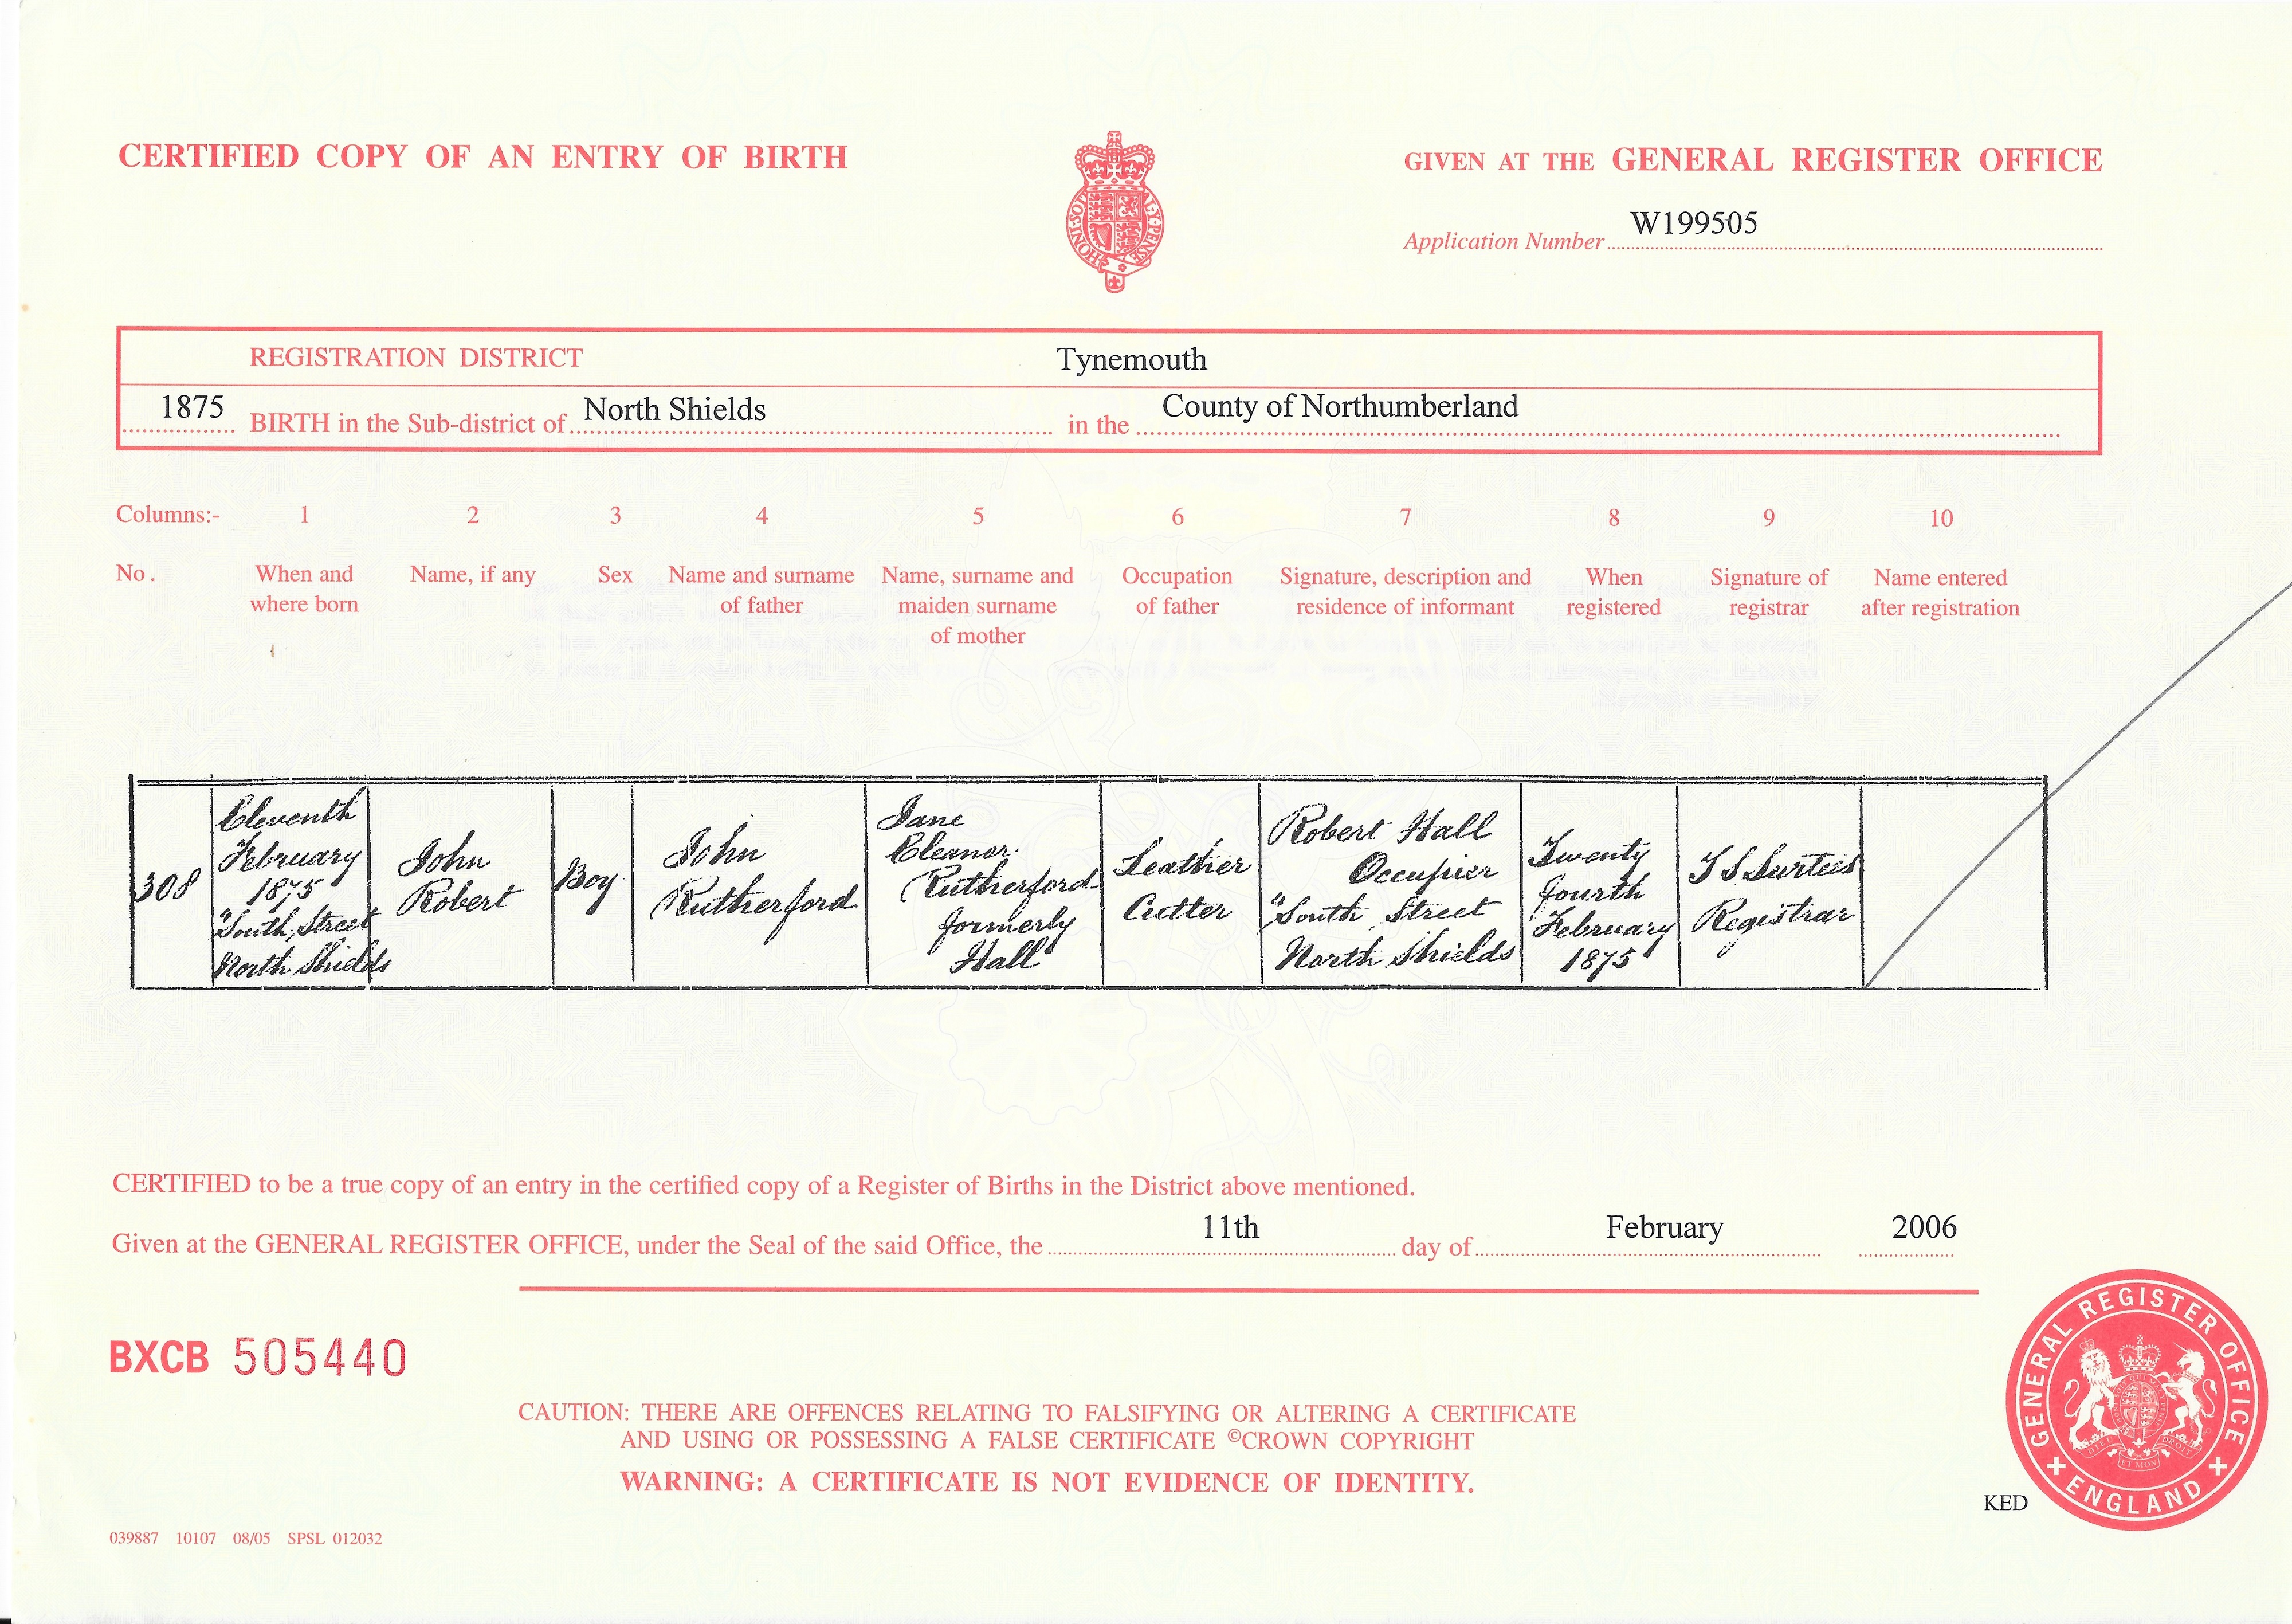 CERTIFIED COPY OF AN ENTRY OF BIRTH
GIVEN AT THE GENERAL REGISTER OFFICE
Application Number W199505
HONI SOI Y PENSE
REGISTRATION DISTRICT Tynemouth
1875 BIRTH in the Sub-district of North Shields in the County of Northumberland
Columns:- 1 2 3 4 5 6 7 8 9 10
No. When and where born
Name, if any
Sex
Name and surname of father
Name, surname and maiden surname of mother
Occupation of father
Signature, description and residence of informant
When registered
Signature of registrar
Name entered after registration
308
Eleventh
February
1875
South Street
North Shields
John
Robert
Boy
John
Rutherford
Jane
Eleanor
Rutherford
formerly
Hall
Leather
Cutter
Robert Hall
Occupier
South Street
North Shields
Twenty
fourth
February
1875
Registrar
CERTIFIED to be a true copy of an entry in the certified copy of a Register of Births in the District above mentioned.
Given at the GENERAL REGISTER OFFICE, under the Seal of the said Office, the 11th day of February 2006
BXCB 505440
CAUTION: THERE ARE OFFENCES RELATING TO FALSIFYING OR ALTERING A CERTIFICATE
AND USING OR POSSESSING A FALSE CERTIFICATE ©CROWN COPYRIGHT
WARNING: A CERTIFICATE IS NOT EVIDENCE OF IDENTITY.
GENERAL REGISTER OFFICE
ENGLAND
KED
039887 10107 08/05 SPSL 012032